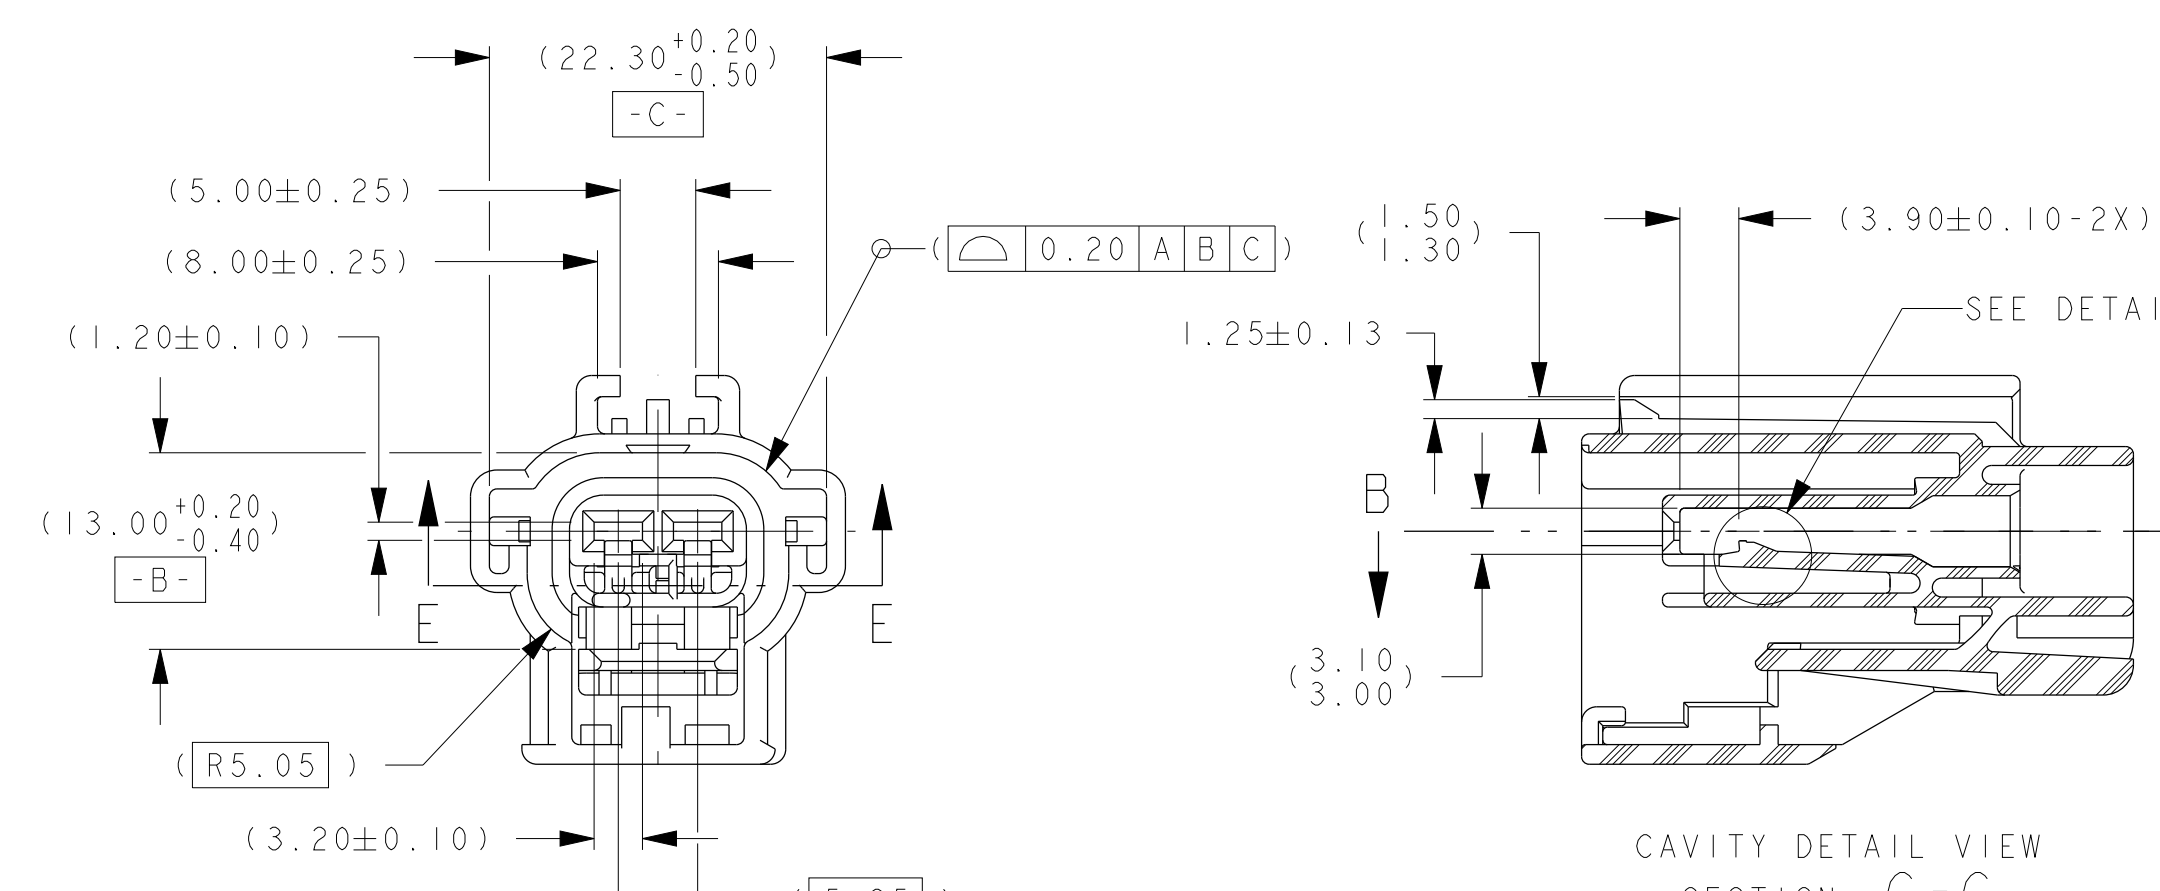 (22.30 +0.20 -0.50)
-C-
(5.00±0.25)
(8.00±0.25)
(1.20±0.10)
(13.00 +0.20 -0.40)
-B-
E E
(R5.05)
(3.20±0.10)
( 0.20 A B C )
(1.50
1.30)
(3.90±0.10-2X)
1.25±0.13
SEE DETAI
B
(3.10
3.00)
CAVITY DETAIL VIEW